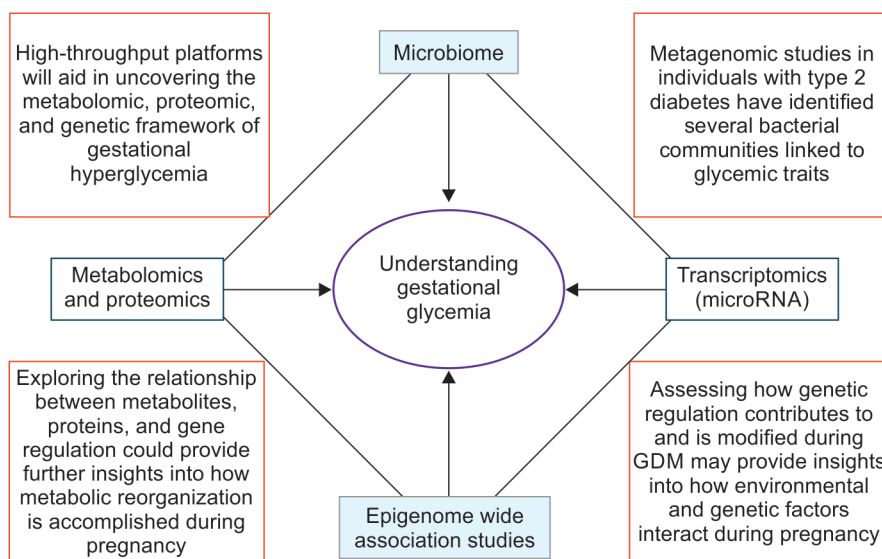 High-throughput platforms
will aid in uncovering the
metabolomic, proteomic,
and genetic framework of
gestational
hyperglycemia
Microbiome
Metagenomic studies in
individuals with type 2
diabetes have identified
several bacterial
communities linked to
glycemic traits
Metabolomics
and proteomics
Understanding
gestational
glycemia
Transcriptomics
(microRNA)
Exploring the relationship
between metabolites,
proteins, and gene
regulation could provide
further insights into how
metabolic reorganization
is accomplished during
pregnancy
Epigenome wide
association studies
Assessing how genetic
regulation contributes to
and is modified during
GDM may provide insights
into how environmental
and genetic factors
interact during pregnancy